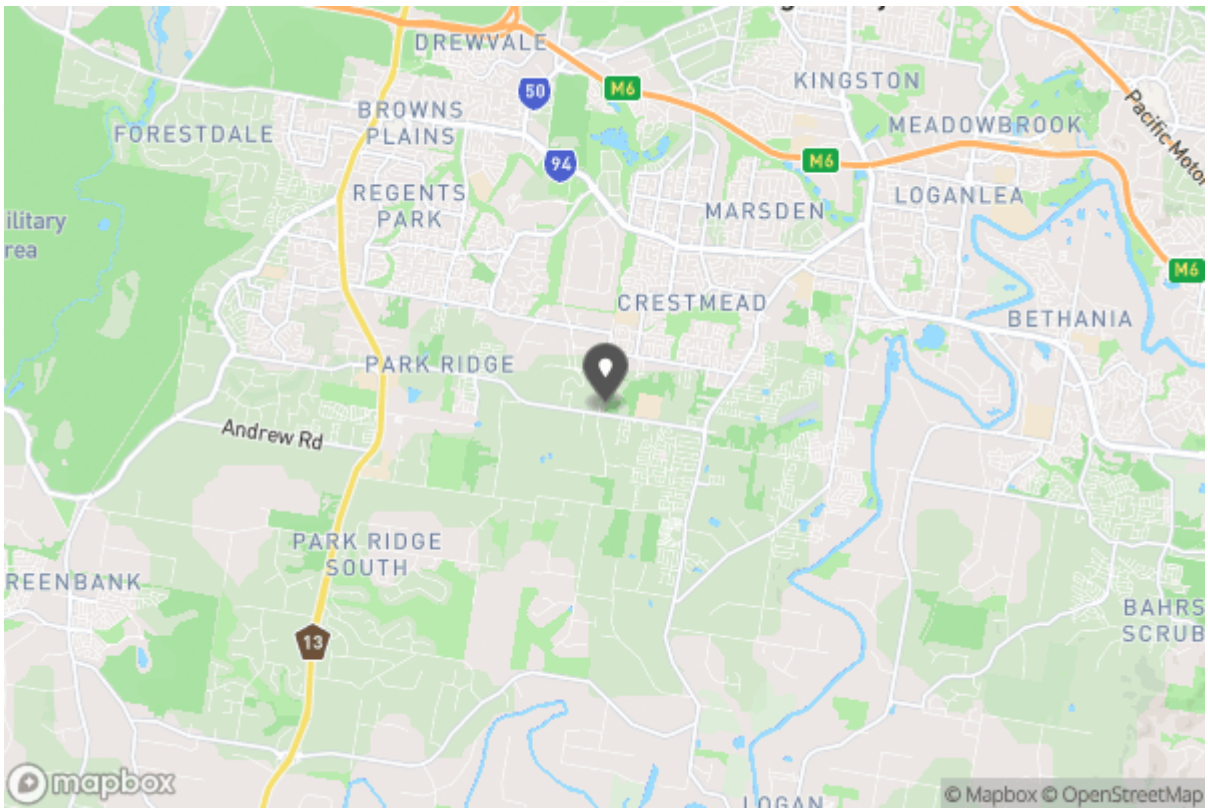 DREWVALE
50
M6
KINGSTON
BROWNS
PLAINS
FORESTDALE
94
M6
MEADOWBROOK
Pacific Motor
REGENTS
PARK
MARSDEN
LOGANLEA
ilitary
rea
M6
CRESTMEAD
BETHANIA
PARK RIDGE
Andrew Rd
PARK RIDGE
SOUTH
REENBANK
13
BAHRS
SCRUB
LOGAN
mapbox
© Mapbox © OpenStreetMap